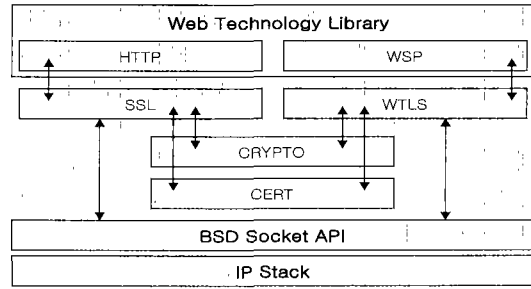 Web Technology Library
HTTP
WSP
SSL
WTLS
CRYPTO
CERT
BSD Socket API
IP Stack